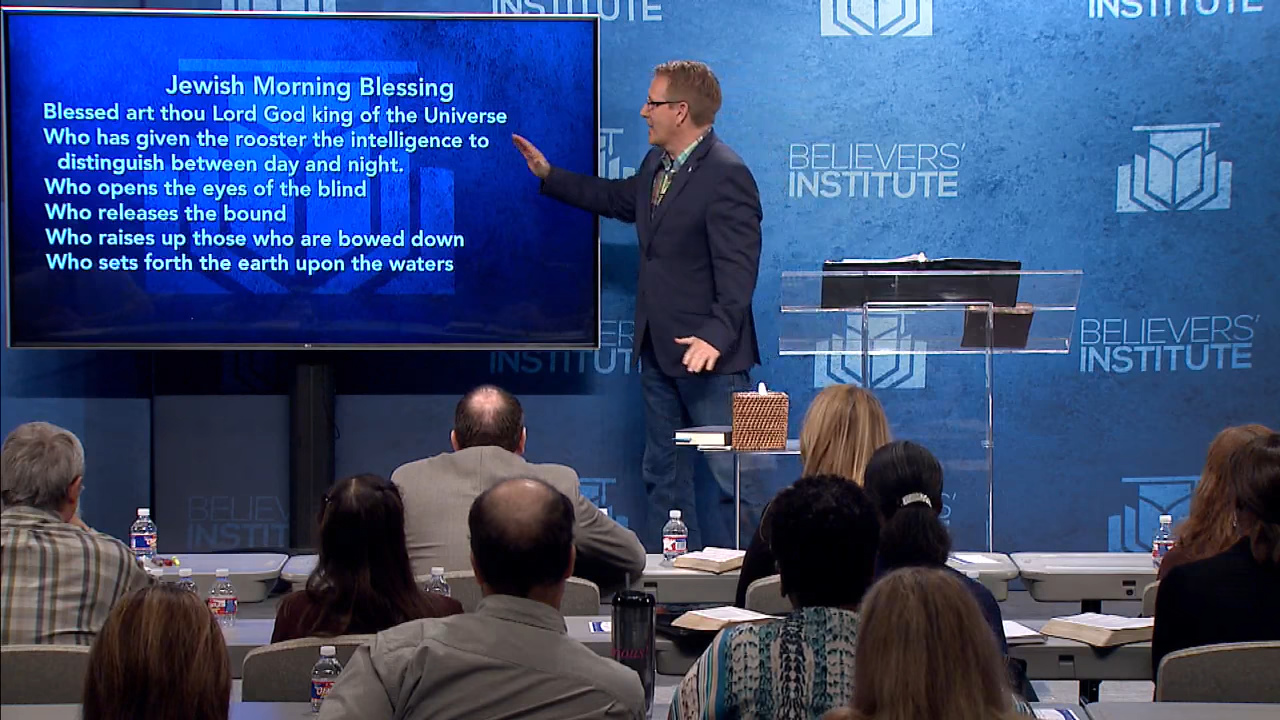 INSTITUTE
INSTITUTE
Jewish Morning Blessing
Blessed art thou Lord God king of the Universe
Who has given the rooster the intelligence to
distinguish between day and night.
Who opens the eyes of the blind
Who releases the bound
Who raises up those who are bowed down
Who sets forth the earth upon the waters
BELIEVERS'
INSTITUTE
BELIEVERS'
INSTITUTE
INSTITUTE
BELIEVERS'
INSTITUTE